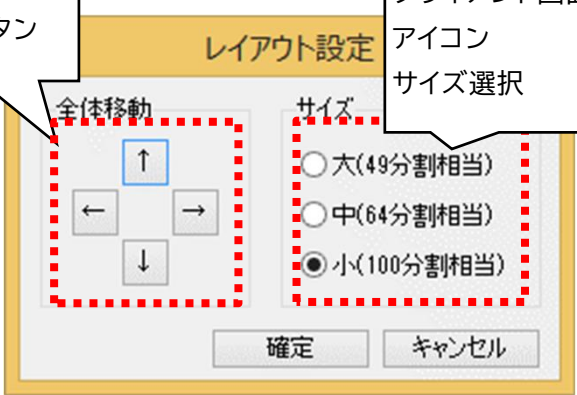 タン
アイコン
サイズ選択
レイアウト設定
全体移動
サイズ
↑
← →
↓
大(49分割相当)
中(64分割相当)
小(100分割相当)
確定 キャンセル